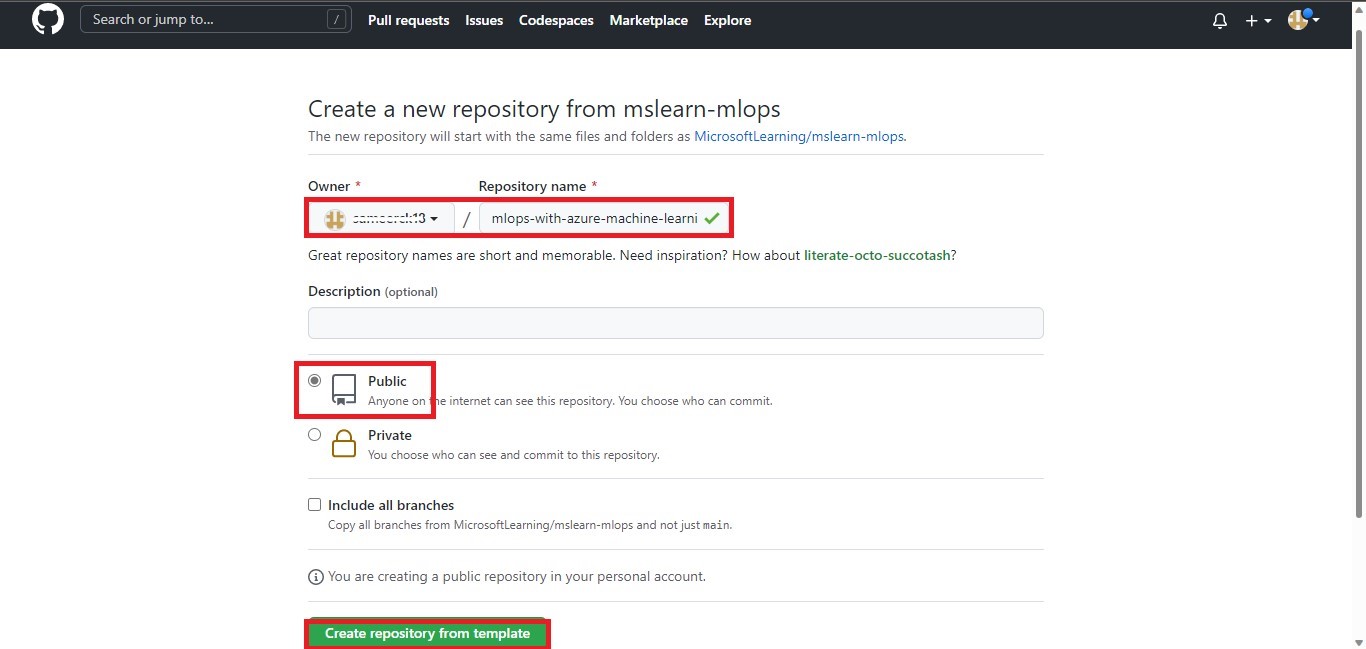 Search or jump to... / Pull requests Issues Codespaces Marketplace Explore
Create a new repository from mslearn-mlops
The new repository will start with the same files and folders as MicrosoftLearning/mslearn-mlops.
Owner * Repository name *
/ mlops-with-azure-machine-learni
Great repository names are short and memorable. Need inspiration? How about literate-octo-succotash?
Description (optional)
Public
Anyone on the internet can see this repository. You choose who can commit.
Private
You choose who can see and commit to this repository.
Include all branches
Copy all branches from MicrosoftLearning/mslearn-mlops and not just main.
You are creating a public repository in your personal account.
Create repository from template